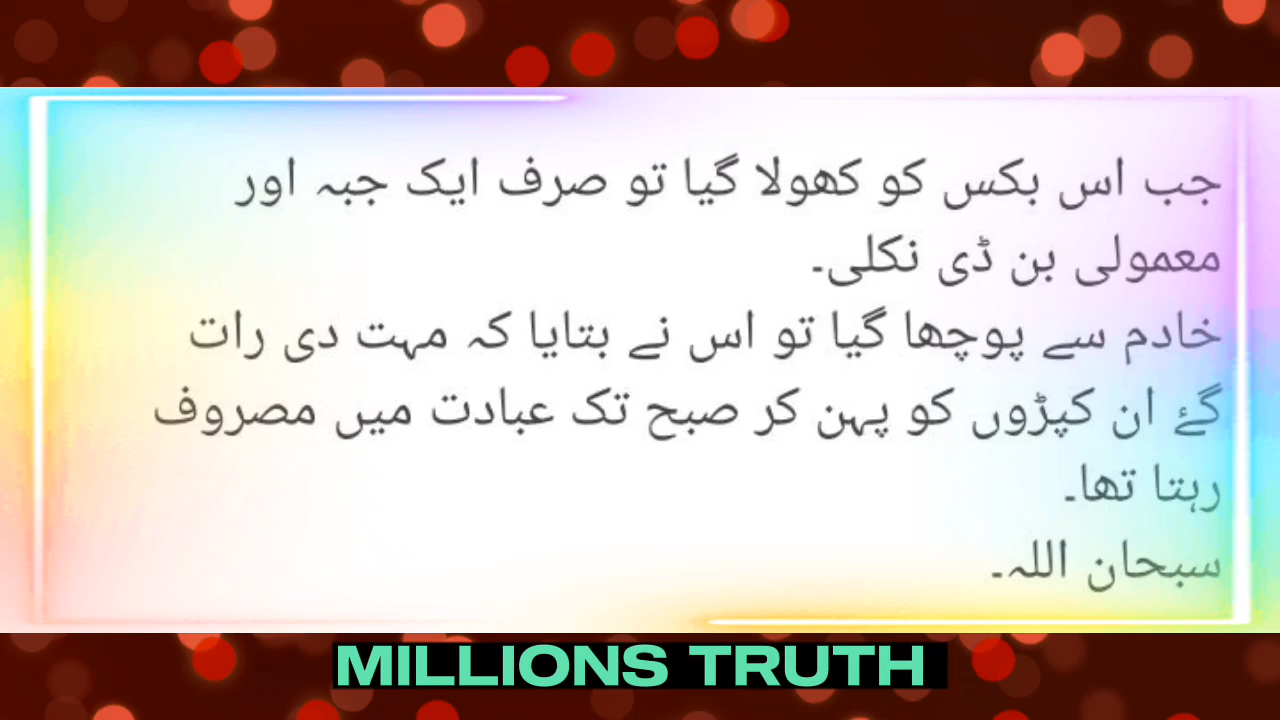 جب اس بکس کو کھولا گیا تو صرف ایک جبہ اور
معمولی بن ڈی نکلی۔
خادم سے پوچھا گیا تو اس نے بتایا کہ مہت دی رات
گئے ان کپڑوں کو پہن کر صبح تک عبادت میں مصروف
رہتا تھا۔
سبحان اللہ۔
MILLIONS TRUTH